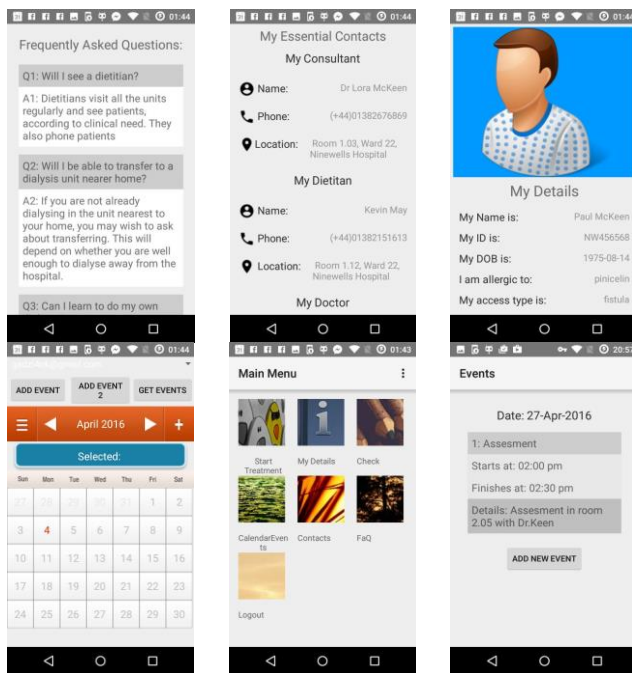 01:44
Frequently Asked Questions:
Q1: Will I see a dietitian?
A1: Dietitians visit all the units
regularly and see patients,
according to clinical need. They
also phone patients
Q2: Will I be able to transfer to a
dialysis unit nearer home?
A2: If you are not already
dialysing in the unit nearest to
your home, you may wish to ask
about transferring. This will
depend on whether you are well
enough to dialyse away from the
hospital.
Q3: Can I learn to do my own
01:44
My Essential Contacts
My Consultant
Name: Dr Lora McKeen
Phone: (+44)01382676869
Location: Room 1.03, Ward 22,
Ninewells Hospital
My Dietitan
Name: Kevin May
Phone: (+44)01382151613
Location: Room 1.12, Ward 22,
Ninewells Hospital
My Doctor
01:44
My Details
My Name is: Paul McKeen
My ID is: NW456568
My DOB is: 1975-08-14
I am allergic to: pinicelin
My access type is: fistula
01:44
ADD EVENT
ADD EVENT
2
GET EVENTS
April 2016
Selected:
Sun Mon Tue Wed Thu Fri Sat
27 28 29 30 31 1 2
3 4 5 6 7 8 9
10 11 12 13 14 15 16
17 18 19 20 21 22 23
24 25 26 27 28 29 30
01:43
Main Menu
Start
Treatment
My Details
Check
CalendarEven
ts
Contacts
FaQ
Logout
20:57
Events
Date: 27-Apr-2016
1: Assesment
Starts at: 02:00 pm
Finishes at: 02:30 pm
Details: Assesment in room
2.05 with Dr.Keen
ADD NEW EVENT